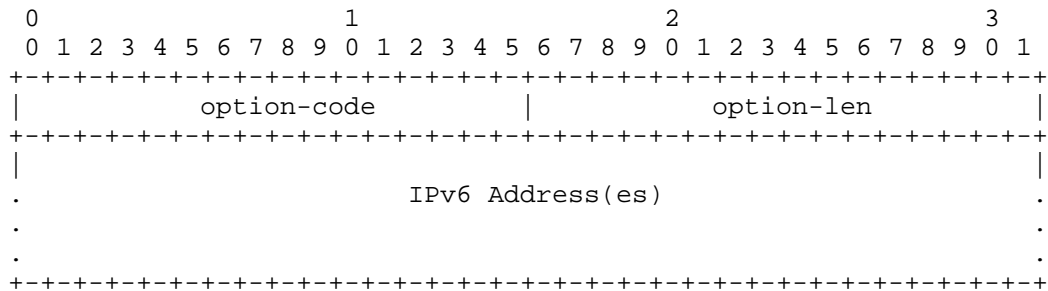 0                   1                   2                   3
 0 1 2 3 4 5 6 7 8 9 0 1 2 3 4 5 6 7 8 9 0 1 2 3 4 5 6 7 8 9 0 1
+-+-+-+-+-+-+-+-+-+-+-+-+-+-+-+-+-+-+-+-+-+-+-+-+-+-+-+-+-+-+-+-+
|          option-code          |           option-len          |
+-+-+-+-+-+-+-+-+-+-+-+-+-+-+-+-+-+-+-+-+-+-+-+-+-+-+-+-+-+-+-+-+
|                                                               |
.                        IPv6 Address(es)                       .
.                                                               .
.                                                               .
+-+-+-+-+-+-+-+-+-+-+-+-+-+-+-+-+-+-+-+-+-+-+-+-+-+-+-+-+-+-+-+-+